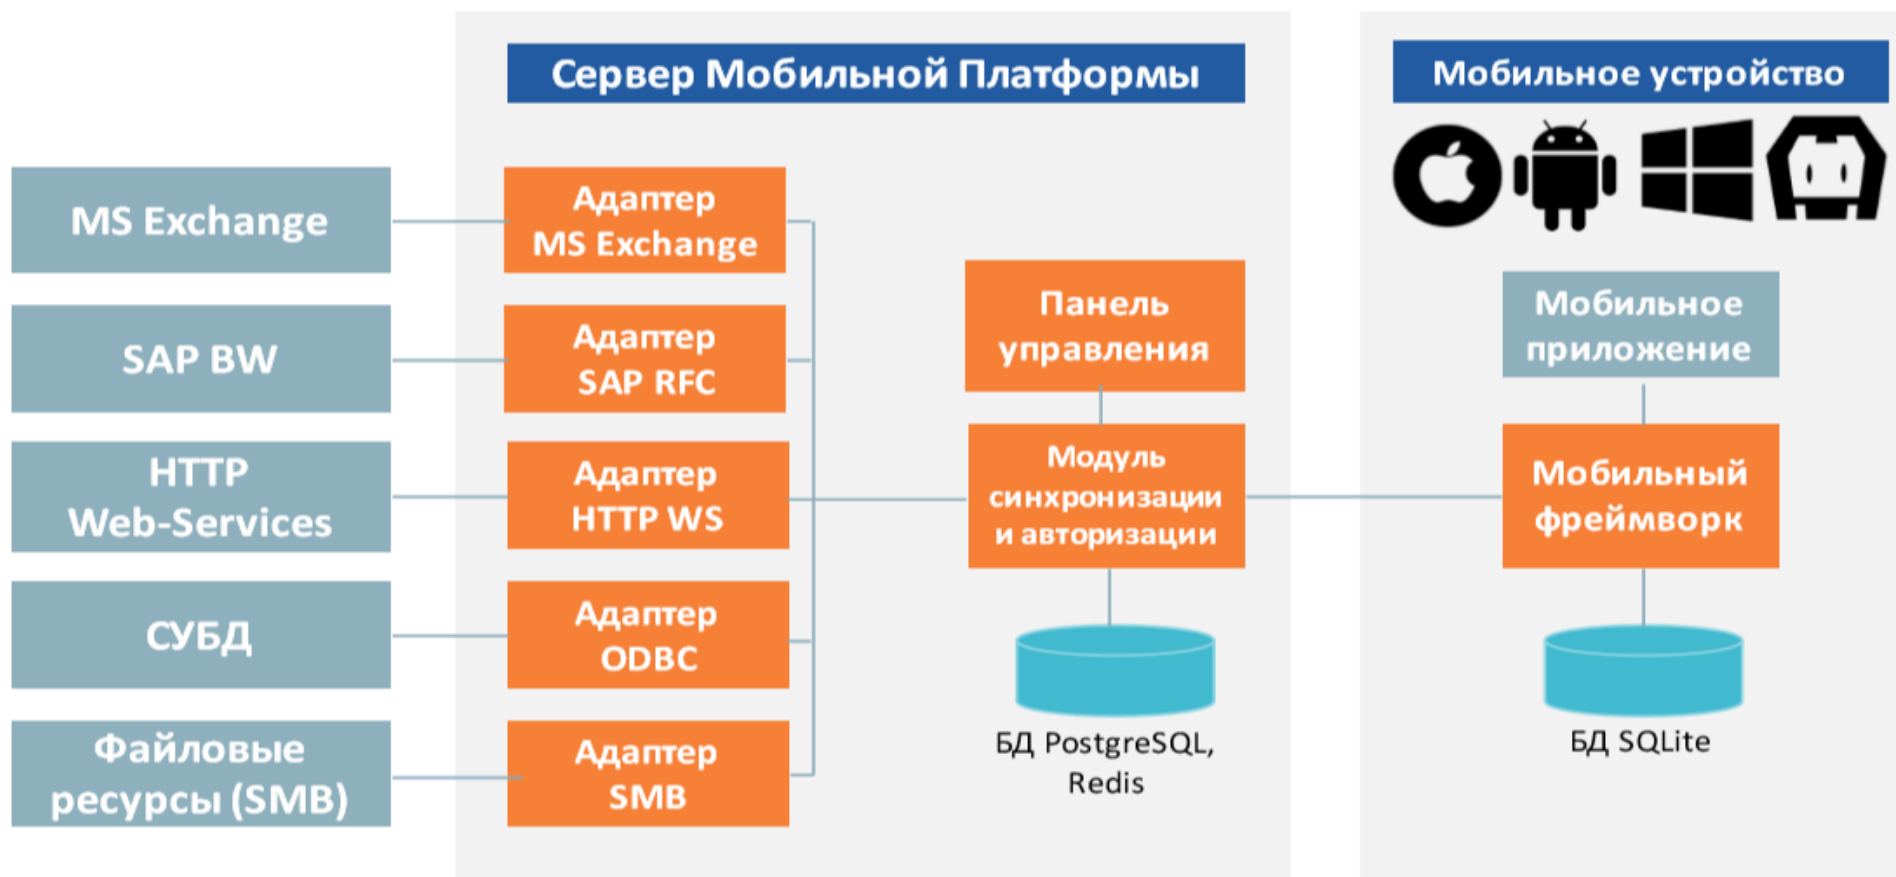 Сервер Мобильной Платформы
Мобильное устройство
MS Exchange
Адаптер
MS Exchange
SAP BW
Адаптер
SAP RFC
HTTP
Web-Services
Адаптер
HTTP WS
СУБД
Адаптер
ODBC
Файловые
ресурсы (SMB)
Адаптер
SMB
Панель
управления
Модуль
синхронизации
и авторизации
БД PostgreSQL,
Redis
Мобильное
приложение
Мобильный
фреймворк
БД SQLite